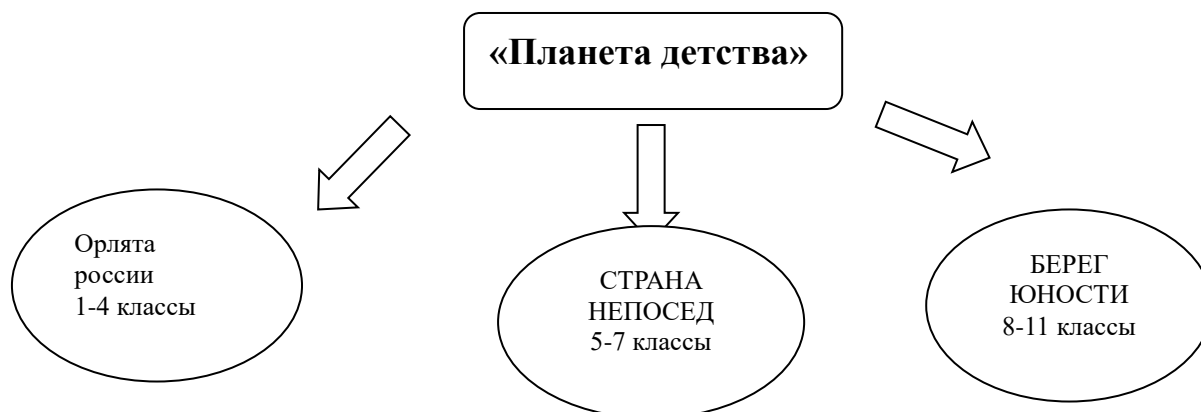 «Планета детства»
Орлята
россии
1-4 классы
СТРАНА
НЕПОСЕД
5-7 классы
БЕРЕГ
ЮНОСТИ
8-11 классы